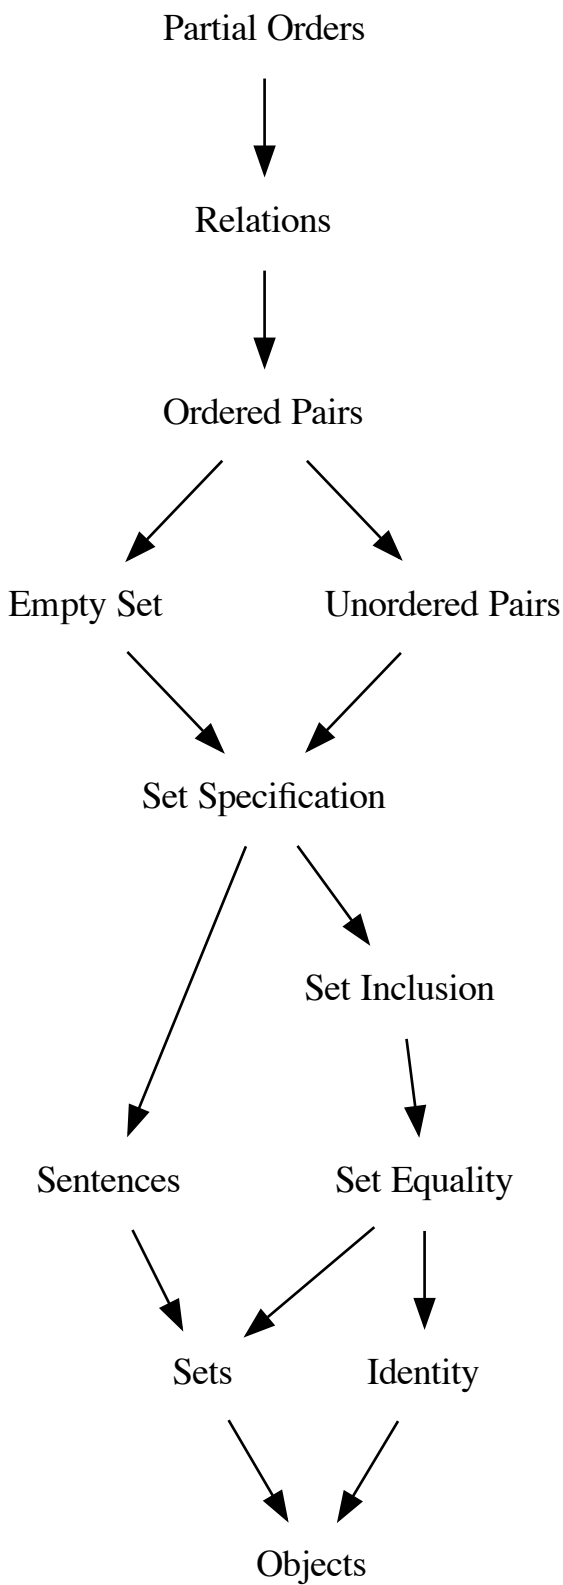 Partial Orders
Relations
Ordered Pairs
Empty Set
Unordered Pairs
Set Specification
Set Inclusion
Sentences
Set Equality
Sets
Identity
Objects